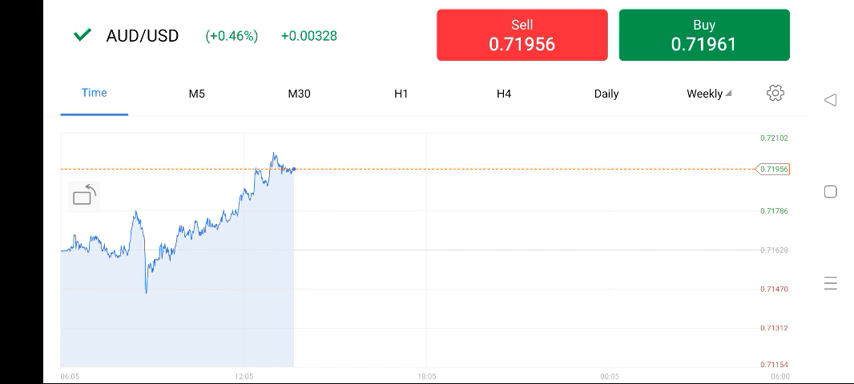 AUD/USD (+0.46%) +0.00328
Sell
0.71956
Buy
0.71961
Time M5 M30 H1 H4 Daily Weekly
0.72102
0.71956
0.71786
0.71628
0.71470
0.71312
0.71154
06:05 12:05 18:05 00:05 06:00